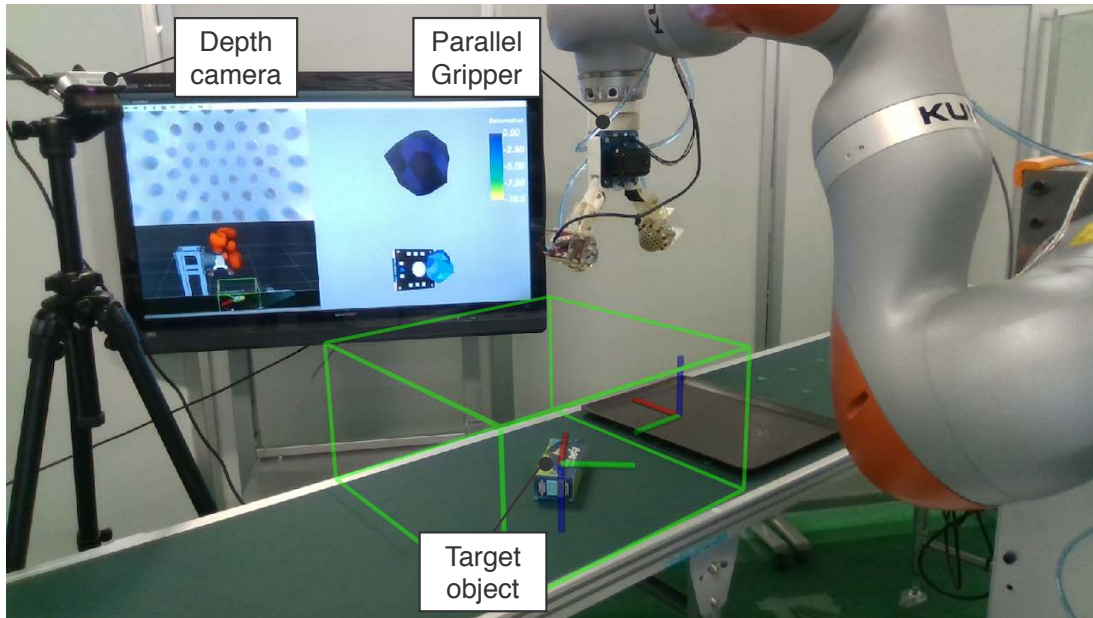 Depth
camera
Parallel
Gripper
KU
Deformation
0.00
-2.50
-5.00
-7.50
-10.0
Target
object